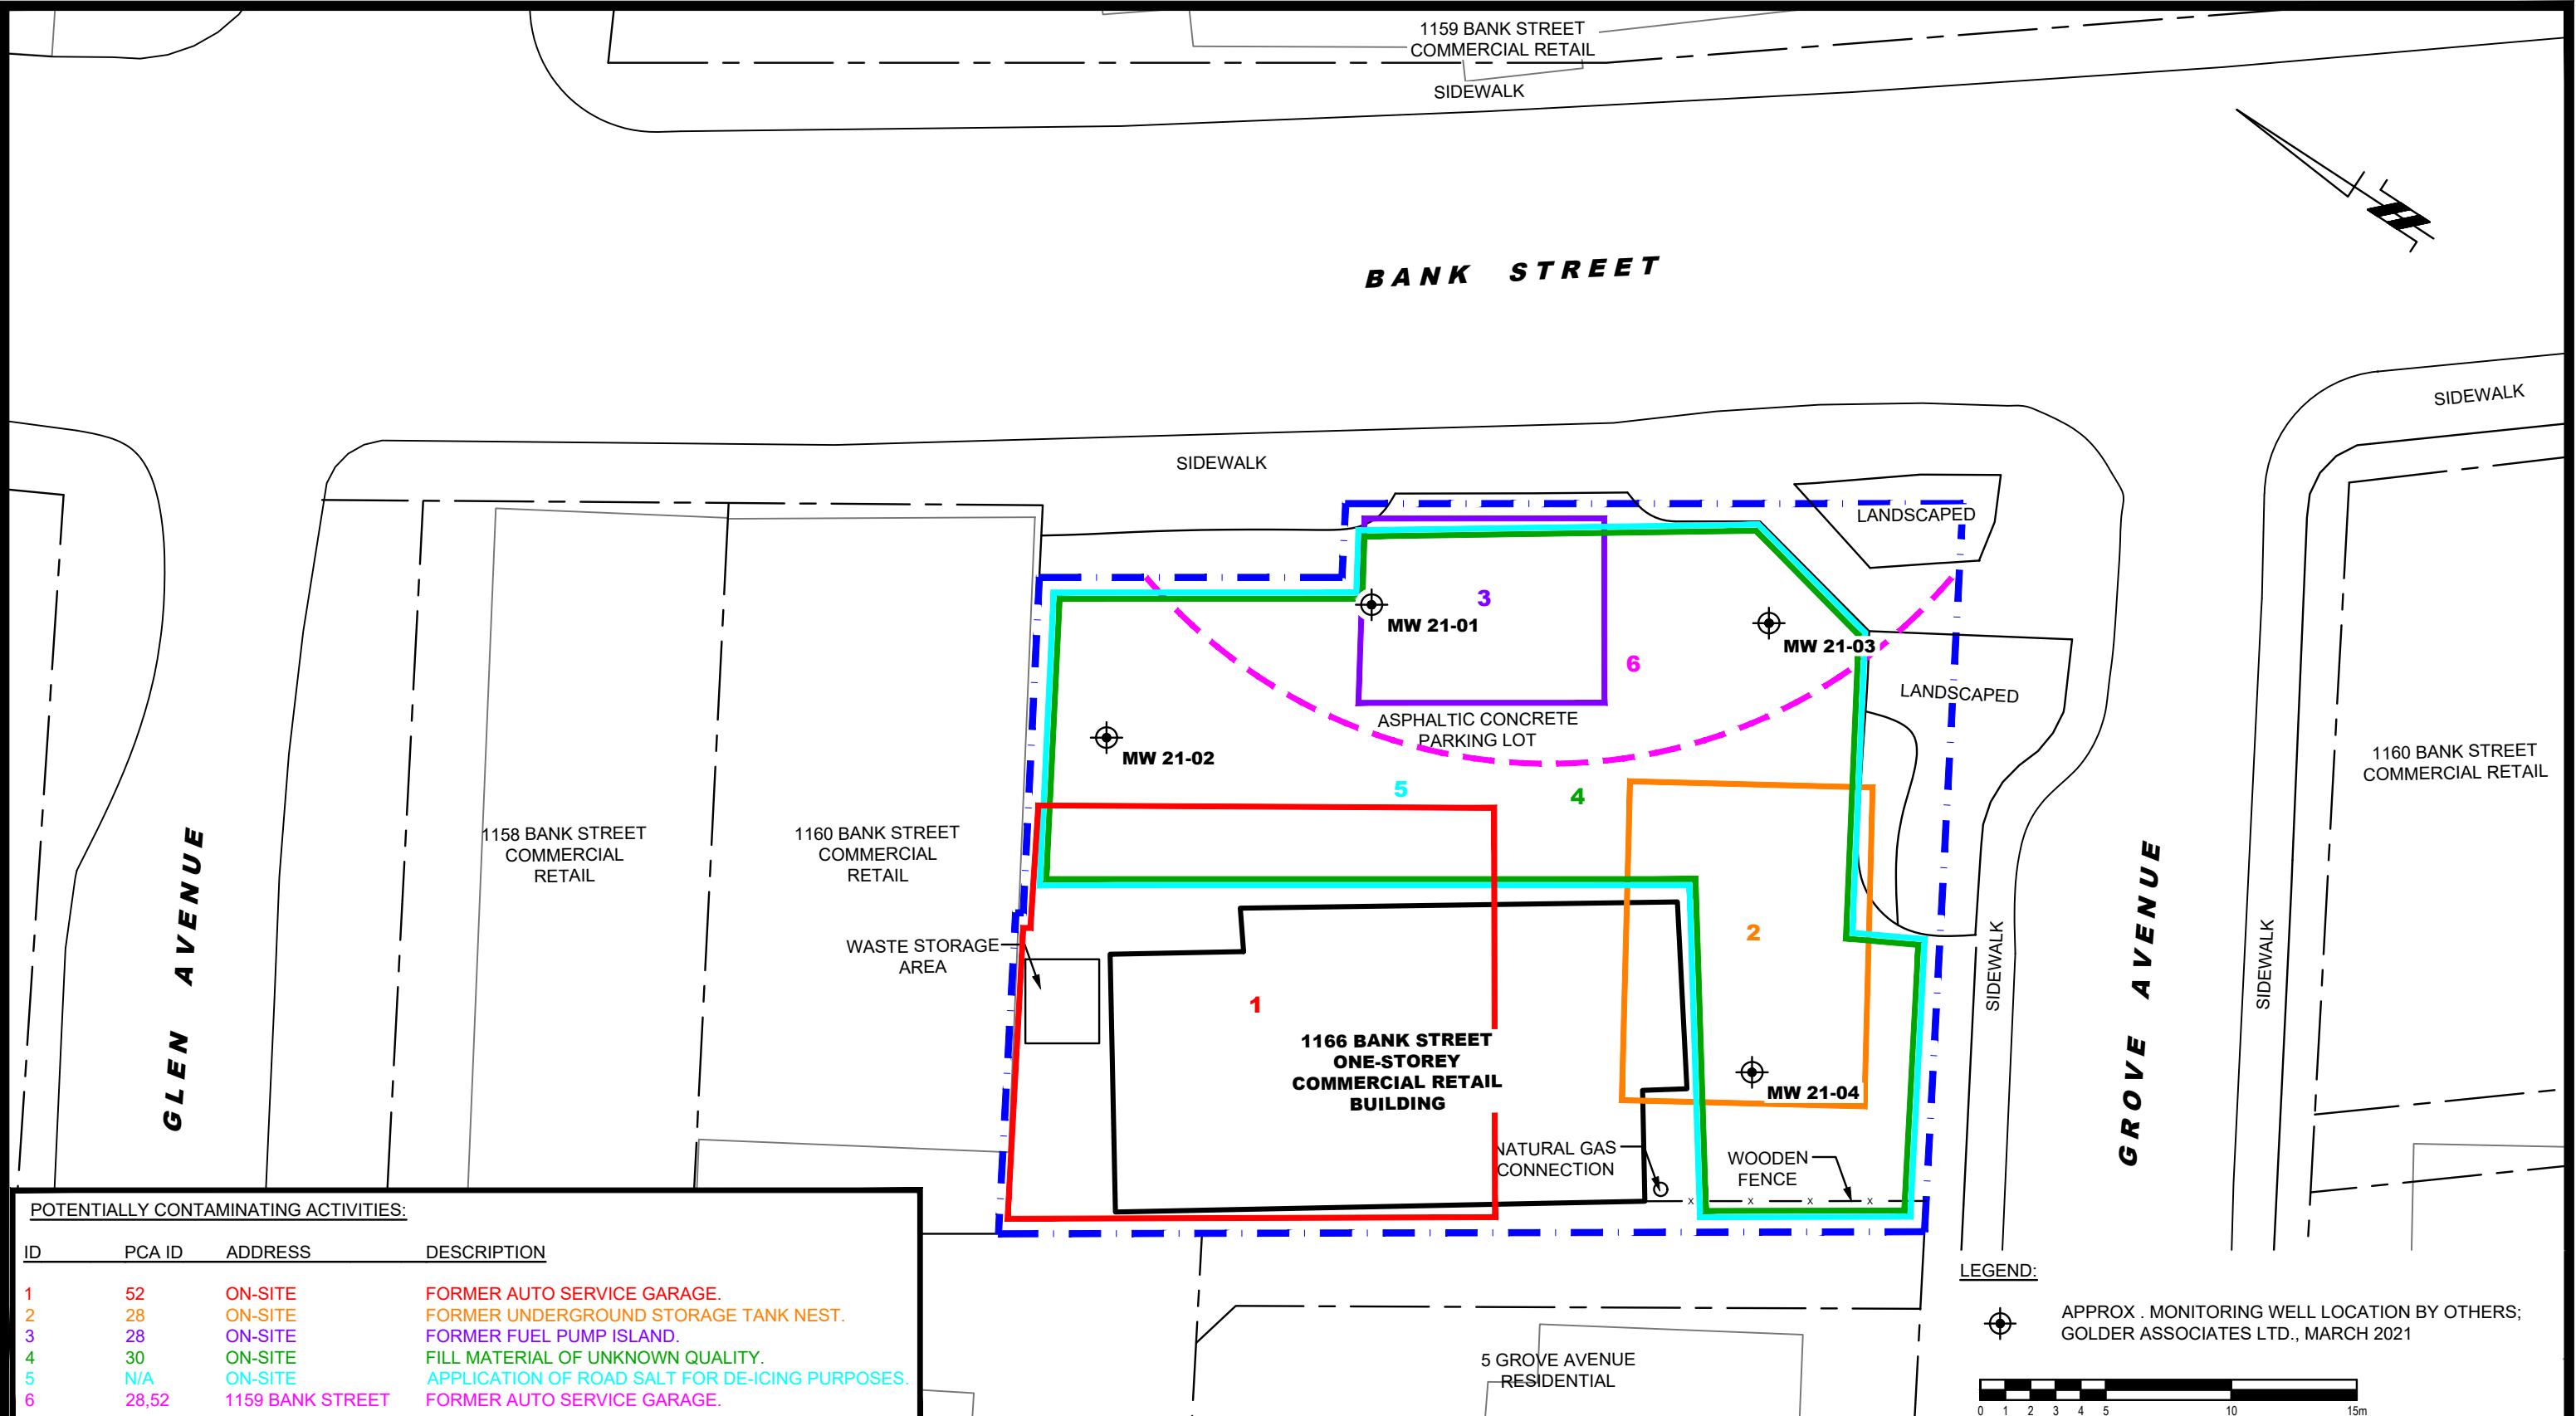 1159 BANK STREET
COMMERCIAL RETAIL
SIDEWALK
BANK STREET
SIDEWALK
SIDEWALK
LANDSCAPED
3
MW 21-01
MW 21-03
6
LANDSCAPED
ASPHALTIC CONCRETE
PARKING LOT
MW 21-02
5
4
1160 BANK STREET
COMMERCIAL RETAIL
1158 BANK STREET
COMMERCIAL
RETAIL
1160 BANK STREET
COMMERCIAL
RETAIL
GLEN AVENUE
WASTE STORAGE
AREA
2
1
SIDEWALK
GROVE AVENUE
SIDEWALK
1166 BANK STREET
ONE-STOREY
COMMERCIAL RETAIL
BUILDING
MW 21-04
NATURAL GAS
CONNECTION
WOODEN
FENCE
x x x x
POTENTIALLY CONTAMINATING ACTIVITIES:
ID PCA ID ADDRESS DESCRIPTION
1 52 ON-SITE FORMER AUTO SERVICE GARAGE.
2 28 ON-SITE FORMER UNDERGROUND STORAGE TANK NEST.
3 28 ON-SITE FORMER FUEL PUMP ISLAND.
4 30 ON-SITE FILL MATERIAL OF UNKNOWN QUALITY.
5 N/A ON-SITE APPLICATION OF ROAD SALT FOR DE-ICING PURPOSES.
6 28,52 1159 BANK STREET FORMER AUTO SERVICE GARAGE.
5 GROVE AVENUE
RESIDENTIAL
LEGEND:
APPROX . MONITORING WELL LOCATION BY OTHERS;
GOLDER ASSOCIATES LTD., MARCH 2021
0 1 2 3 4 5 10 15m